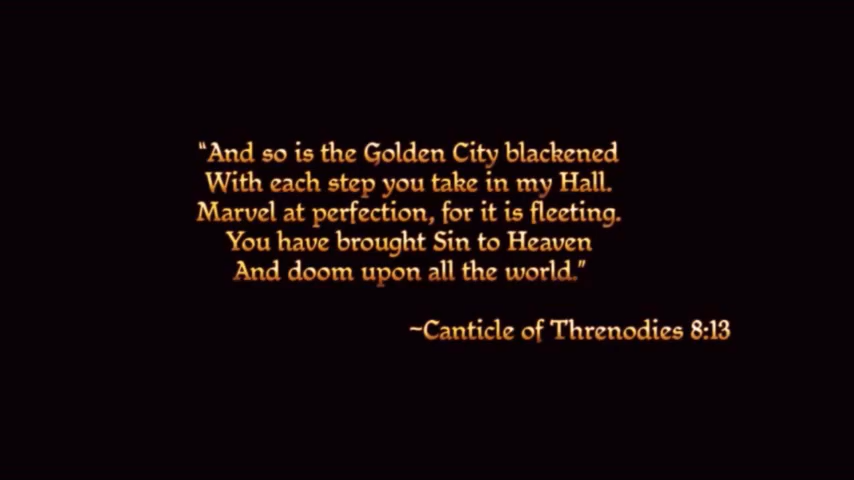 “And so is the Golden City blackened
With each step you take in my Hall.
Marvel at perfection, for it is fleeting.
You have brought Sin to Heaven
And doom upon all the world.”
~Canticle of Threnodies 8:13